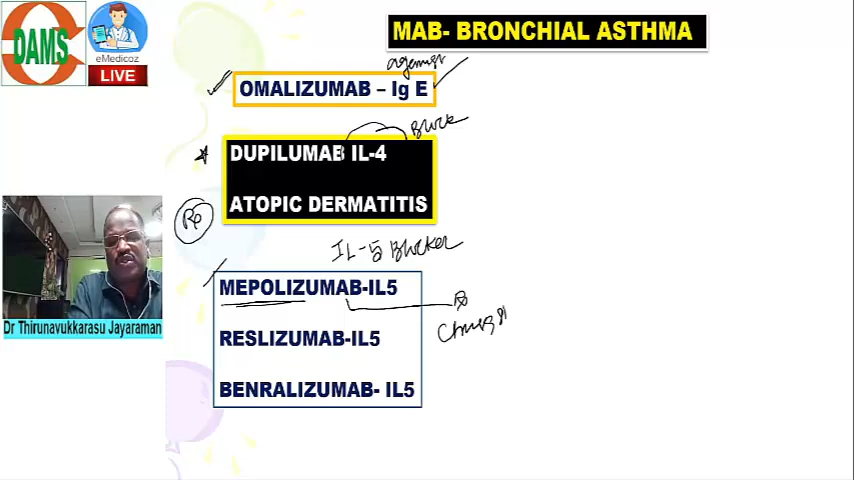 DAMS
eMedicoz
LIVE
MAB- BRONCHIAL ASTHMA
against
OMALIZUMAB – Ig E
Block
DUPILUMAB IL-4
ATOPIC DERMATITIS
IL-5 Blocker
MEPOLIZUMAB-IL5
RESLIZUMAB-IL5
BENRALIZUMAB- IL5
Dr Thirunavukkarasu Jayaraman